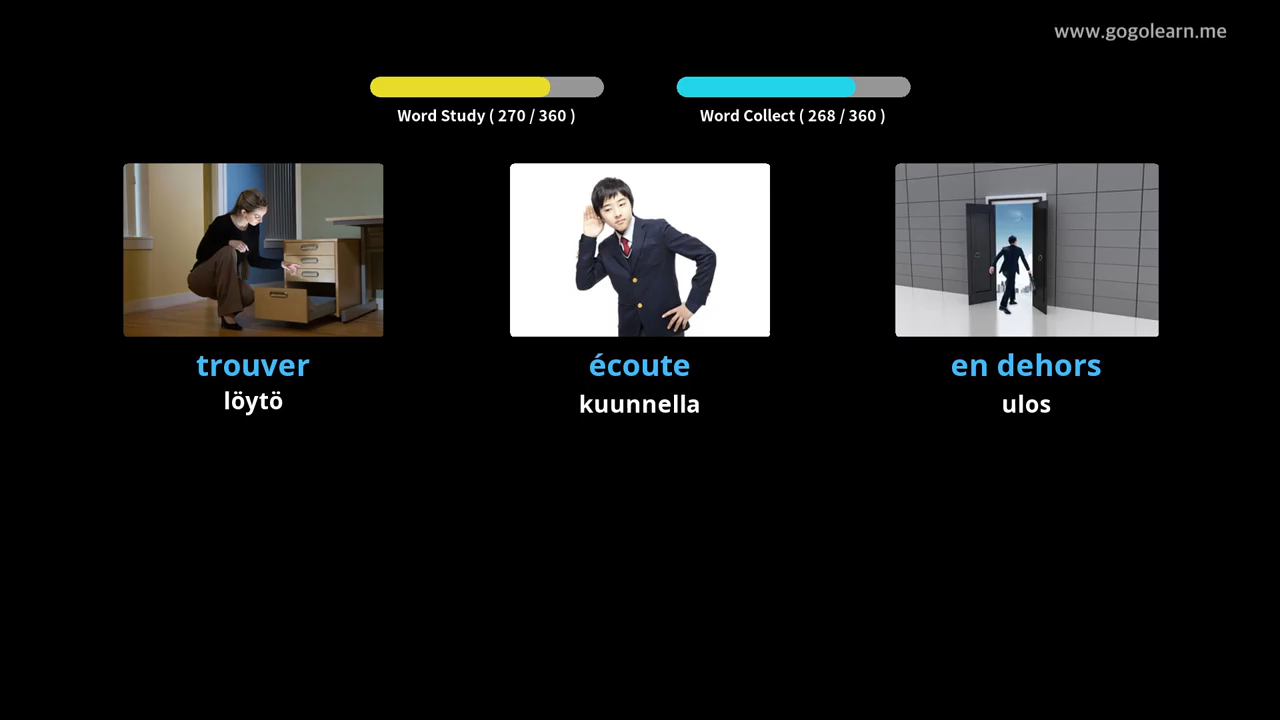 www.gogolearn.me
Word Study ( 270 / 360 )
Word Collect ( 268 / 360 )
trouver
löytö
écoute
kuunnella
en dehors
ulos